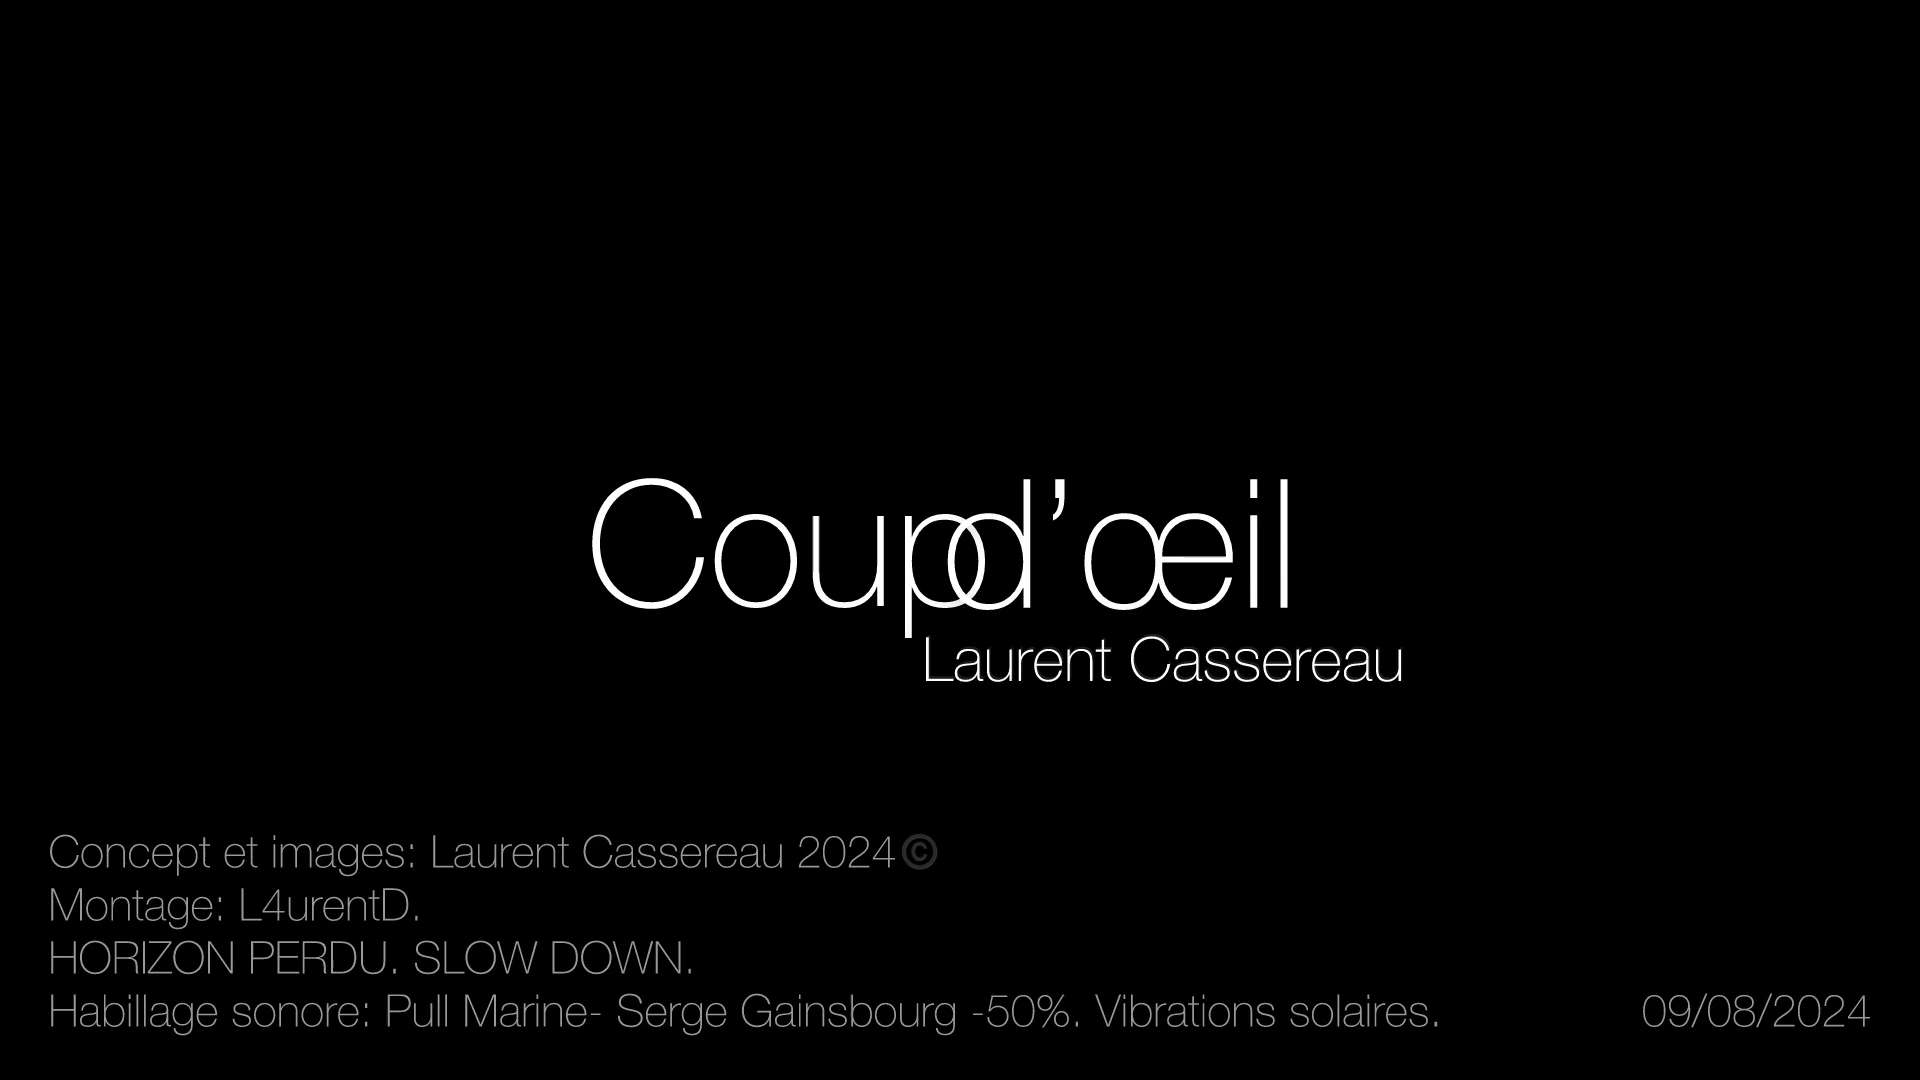 Coup d’œil
Laurent Cassereau
Concept et images: Laurent Cassereau 2024 ©
Montage: L4urentD.
HORIZON PERDU. SLOW DOWN.
Habillage sonore: Pull Marine- Serge Gainsbourg -50%. Vibrations solaires.
09/08/2024